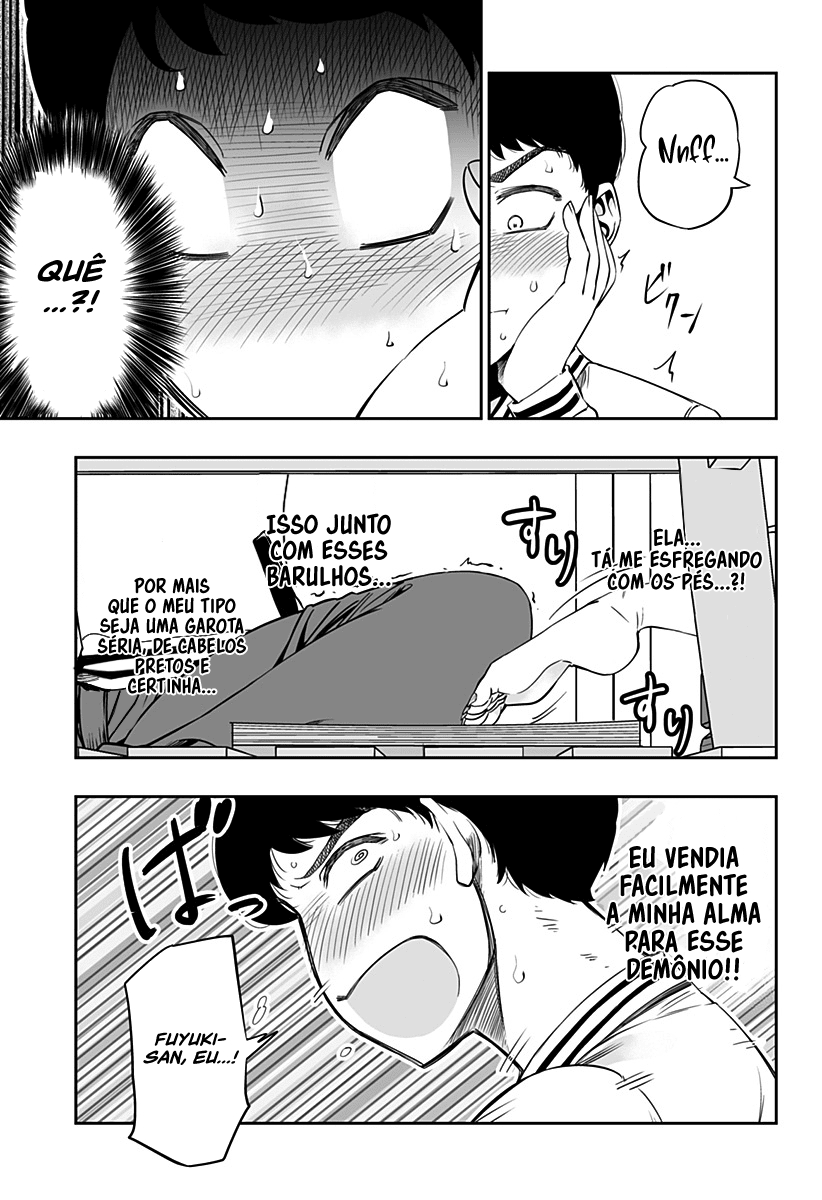 Nnff...
ビクーン
QUÊ
...?!
ELA...
TÁ ME ESFREGANDO
COM OS PÉS...?!
すり
すり
ISSO JUNTO
COM ESSES
BARULHOS...
POR MAIS
QUE O MEU TIPO
SEJA UMA GAROTA
SÉRIA, DE CABELOS
PRETOS E
CERTINHA...
EU VENDIA
FACILMENTE
A MINHA ALMA
PARA ESSE
DEMÔNIO!!
ばっ
FUYUKI-
SAN, EU...!